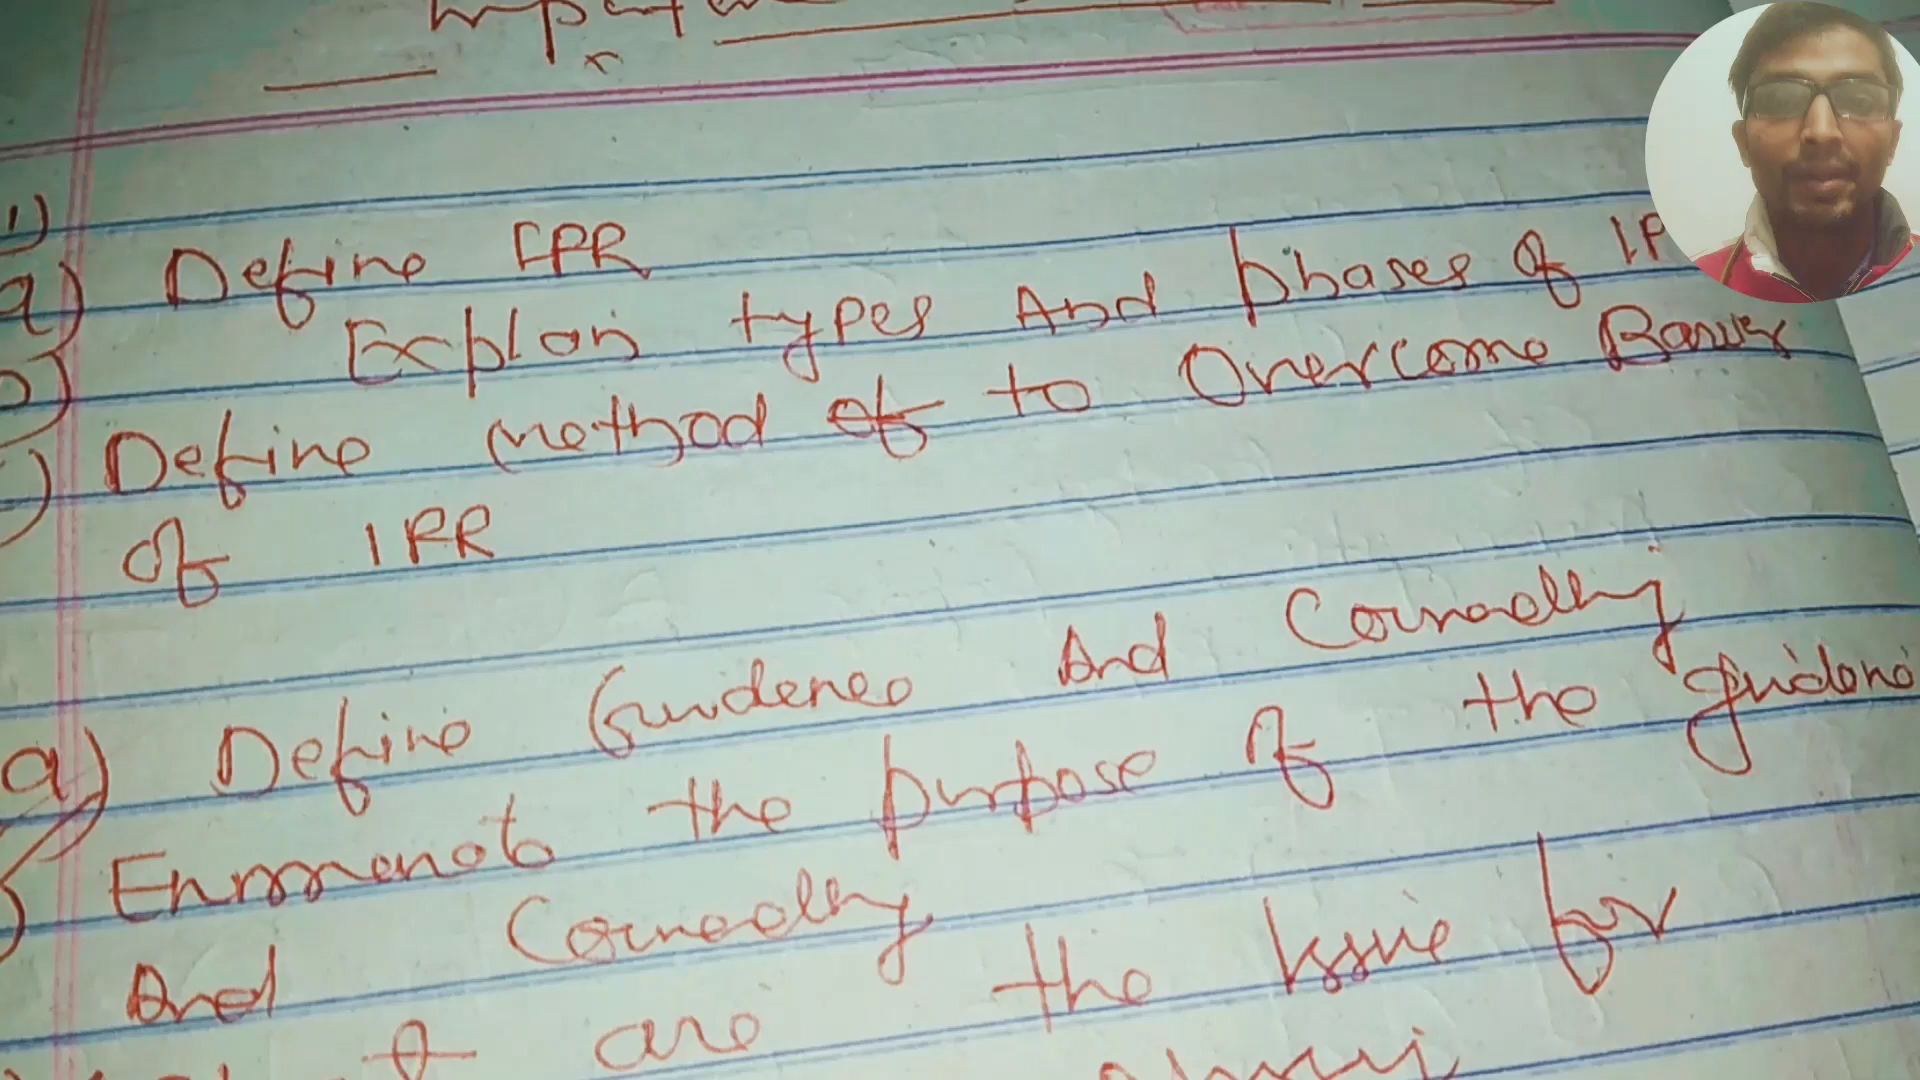 1)
a) Define IPR
b) Explain types And phases of IP
c) Define method of to Overcome Barrier
of IPR
a) Define Guidence And Counselling
Enumerate the purpose of the guidanc
And Counselling
are the Issue for